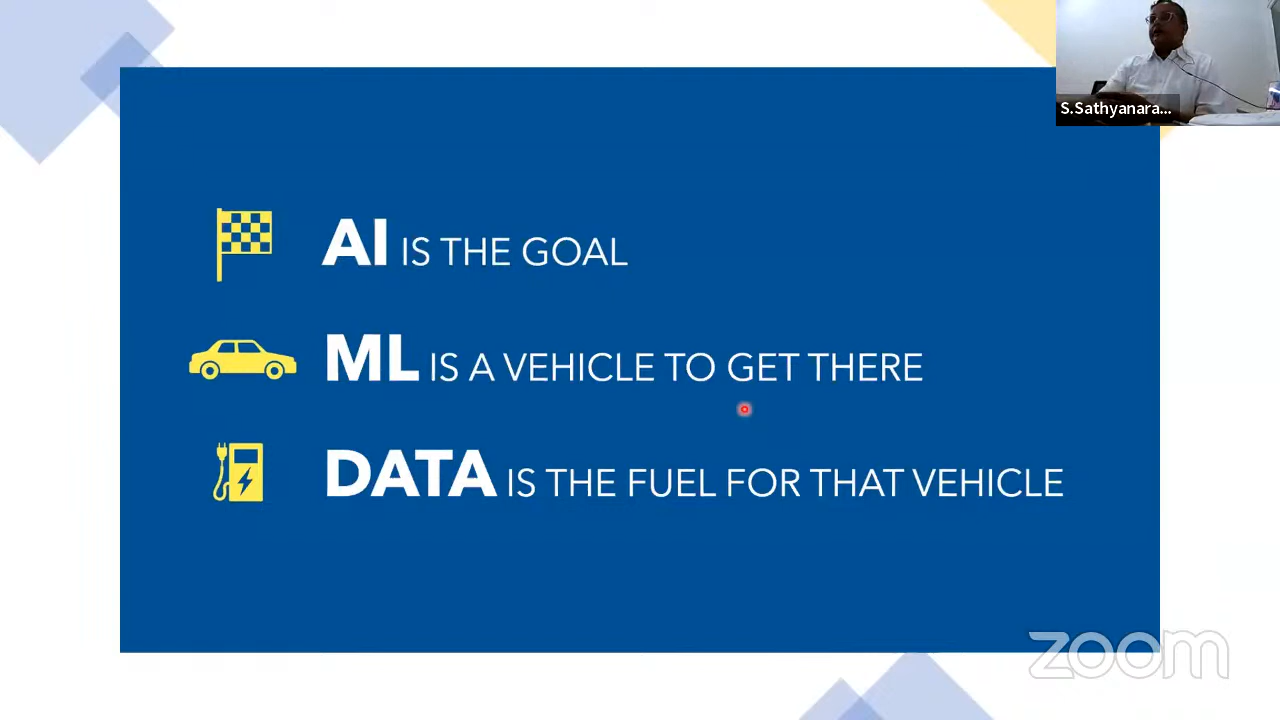 S.Sathyanara...
AI IS THE GOAL
ML IS A VEHICLE TO GET THERE
DATA IS THE FUEL FOR THAT VEHICLE
zoom